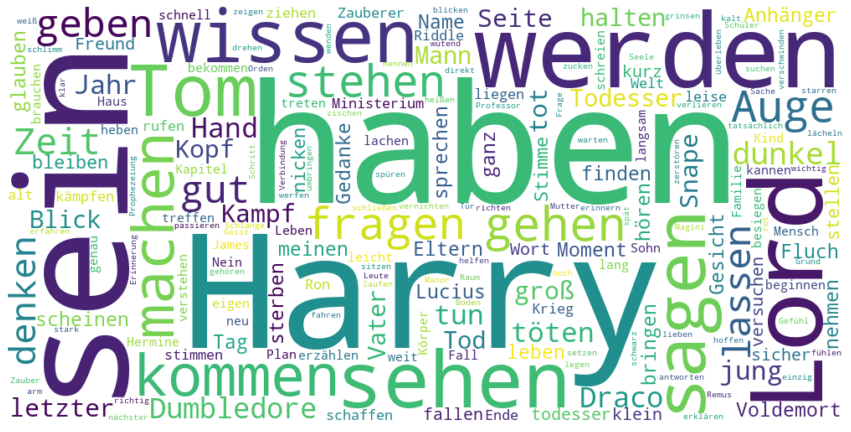 geben
wissen
werden
sein
haben
Harry
Lord
Tom
stehen
schnell
ziehen
Zauberer
Name
Riddle
Seite
halten
Anhänger
weiß
glauben
brauchen
Freund
Jahr
Haus
klar
drehen
wenden
bekommen
Orden
Mann
schreien
kurz
Welt
zeigen
blicken
grinsen
kalt
Schüler
schlimm
wütend
nennen
direkt
zucken
Seele
suchen
überleben
verschwinden
verlieren
Sache
starren
Zeit
bleiben
heben
rufen
treten
Ministerium
liegen
heißen
Professor
Frage
Todesser
leise
Auge
tatsächlich
lächeln
Hand
Kopf
lachen
zischen
spüren
Gedanke
sprechen
ganz
warten
Stimme
tot
finden
Snape
langsam
zerstören
Kind
dunkel
kannen
wichtig
alt
kämpfen
Kapitel
Schritt
Verbindung
umbringen
werfen
nicken
hören
Mutter
erinnern
Prophezeiung
gut
machen
treffen
Kampf
schließen
vernichten
Tür
richten
spät
Gesicht
Familie
besiegen
stellen
erfahren
Blick
genau
Erinnerung
passieren
Schlange
Leben
fragen
gehen
sagen
Nagini
rot
Mensch
Grund
Fluch
denken
verstehen
James
Geist
gehören
Nein
meinen
Eltern
Wort
Moment
Sohn
lassen
versuchen
beginnen
scheinen
eigen
leicht
sitzen
Leute
Manor
laufen
helfen
Raum
Boden
lang
hoch
nehmen
stark
Hermine
neu
Ron
sterben
Lucius
groß
Krieg
Gefühl
hoffen
fühlen
lieben
Tag
Vater
fahren
Körper
tun
töten
bringen
jung
sicher
stimmen
Plan
erzählen
weit
Fall
Tod
leben
setzen
legen
schwarz
antworten
einzig
Zauber
arm
kommen
sehen
Draco
Remus
letzter
richtig
nächster
Dumbledore
schaffen
fallen
Ende
todesser
klein
erklären
Voldemort